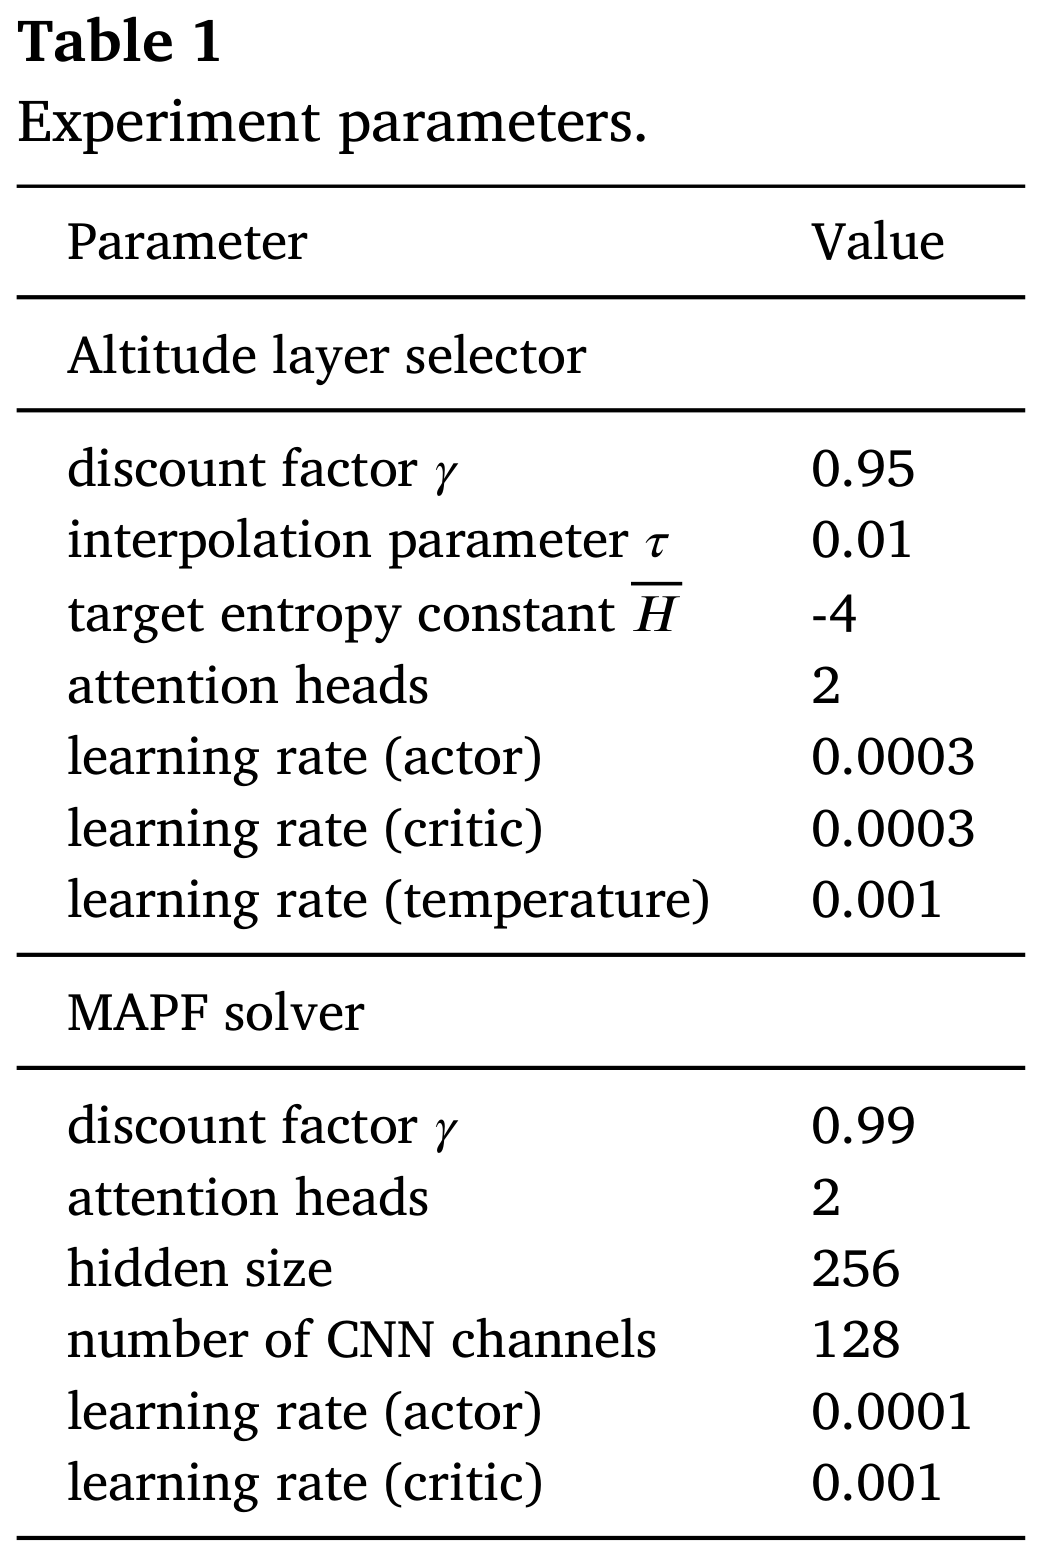 Table 1
Experiment parameters.
Parameter Value
Altitude layer selector
discount factor γ 0.95
interpolation parameter τ 0.01
target entropy constant H̅ -4
attention heads 2
learning rate (actor) 0.0003
learning rate (critic) 0.0003
learning rate (temperature) 0.001
MAPF solver
discount factor γ 0.99
attention heads 2
hidden size 256
number of CNN channels 128
learning rate (actor) 0.0001
learning rate (critic) 0.001